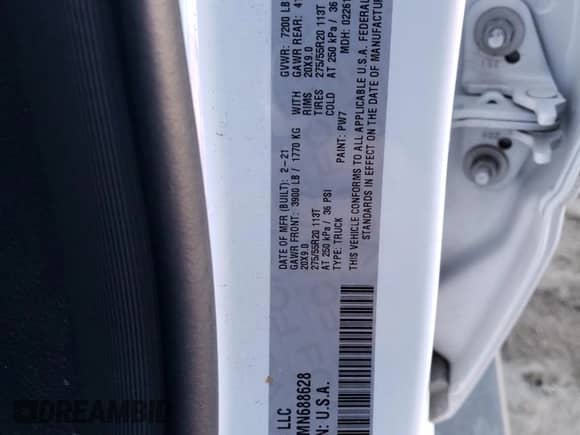 LLC
DATE OF MFR (BUILT): 2-21
GVWR: 7200 LB
GAWR FRONT: 3900 LB / 1770 KG WITH
GAWR REAR:
20X9.0 RIMS 20X9.0
275/55R20 113T TIRES 275/55R20 113T
AT 250 kPa / 36 PSI COLD AT 250 kPa / 36
TYPE: TRUCK PAINT: PW7 MDH:
THIS VEHICLE CONFORMS TO ALL APPLICABLE U.S.A. FEDERAL
STANDARDS IN EFFECT ON THE DATE OF MANUFACTUR
MN688628
N: U.S.A.
DREAMBID